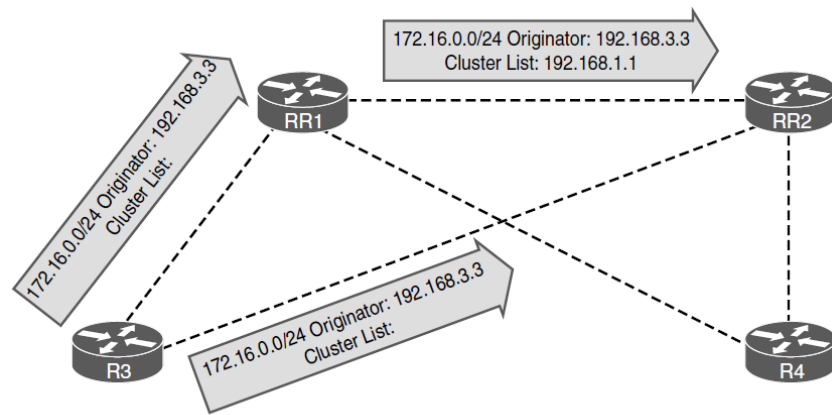 172.16.0.0/24 Originator: 192.168.3.3
Cluster List: 192.168.1.1
172.16.0.0/24 Originator: 192.168.3.3
Cluster List:
RR1
RR2
172.16.0.0/24 Originator: 192.168.3.3
Cluster List:
R3
R4